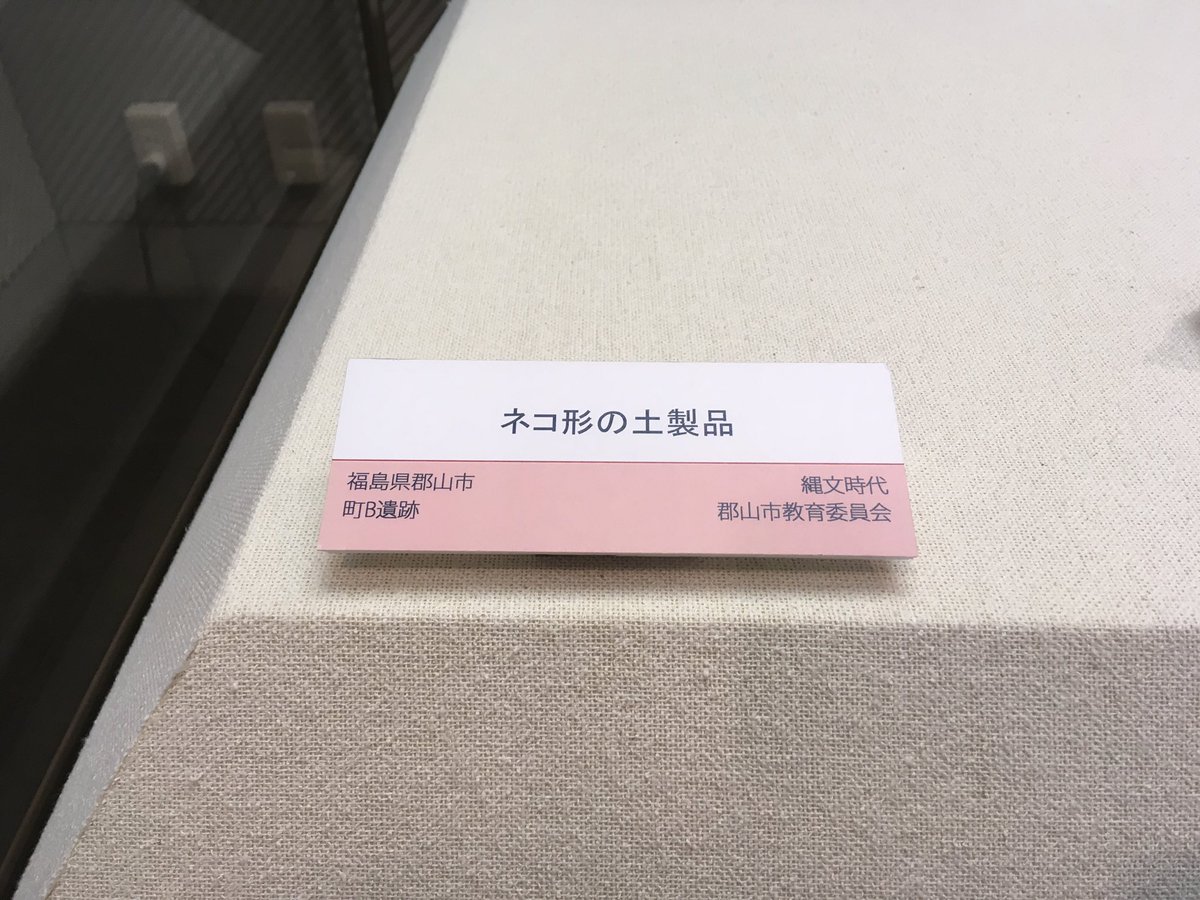 ネコ形の土製品
福島県郡山市
町B遺跡
縄文時代
郡山市教育委員会